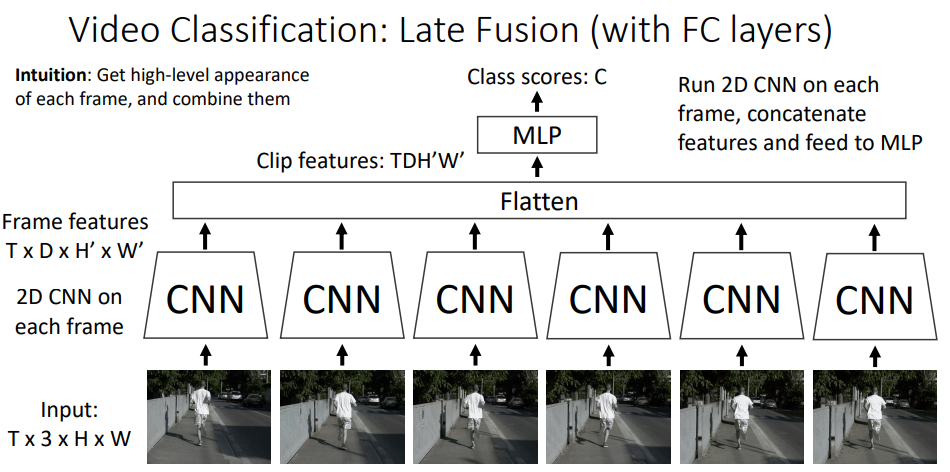 Video Classification: Late Fusion (with FC layers)
Intuition: Get high-level appearance
of each frame, and combine them
Class scores: C
Run 2D CNN on each
frame, concatenate
features and feed to MLP
MLP
Clip features: TDH’W’
Flatten
Frame features
T x D x H’ x W’
CNN CNN CNN CNN CNN CNN
2D CNN on
each frame
Input:
T x 3 x H x W